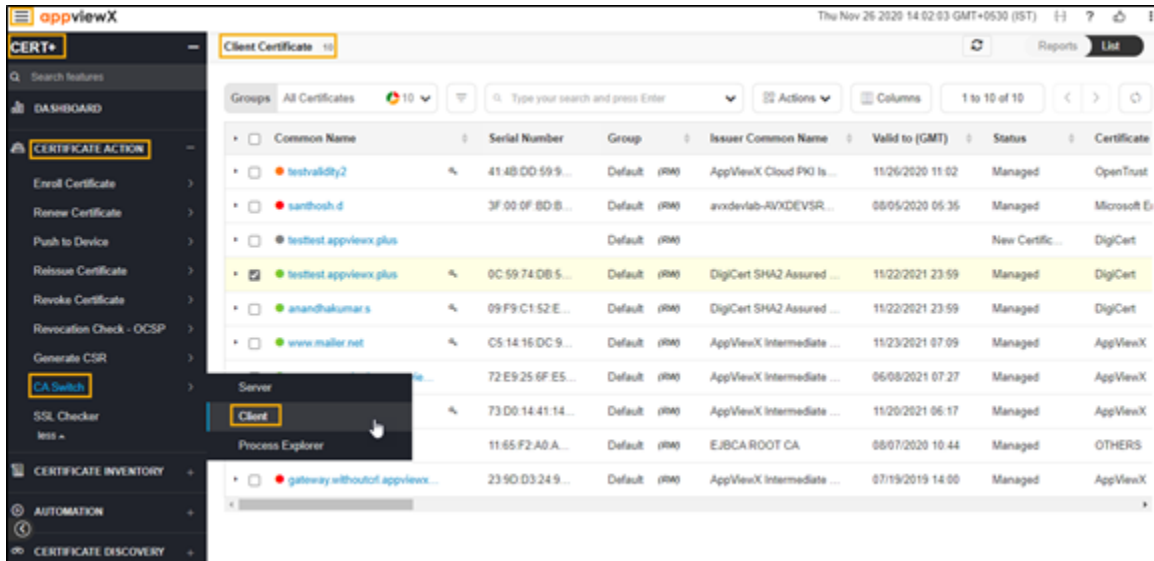 appviewX Thu Nov 26 2020 14:02:03 GMT+0530 (IST) ?
CERT+ Client Certificate 10 Reports List
Search features
Groups All Certificates 10 Type your search and press Enter Actions Columns 1 to 10 of 10
DASHBOARD
Common Name Serial Number Group Issuer Common Name Valid to (GMT) Status Certificate
CERTIFICATE ACTION
testvalidity2 41:4B:DD:59:9... Default (RW) AppViewX Cloud PKI Is... 11/26/2020 11:02 Managed OpenTrust
Enroll Certificate
santhosh.d 3F:00:0F:BD:B... Default (RW) avxdevlab-AVXDEVSR... 08/05/2020 05:35 Managed Microsoft
Renew Certificate
Push to Device
testtest.appviewx.plus Default (RW) New Certific... DigiCert
Reissue Certificate
testtest.appviewx.plus 0C:59:74:DB:5... Default (RW) DigiCert SHA2 Assured ... 11/22/2021 23:59 Managed DigiCert
Revoke Certificate
anandhakumar.s 09:F9:C1:52:E... Default (RW) DigiCert SHA2 Assured ... 11/22/2021 23:59 Managed DigiCert
Revocation Check - OCSP
www.mailer.net C5:14:16:DC:9... Default (RW) AppViewX Intermediate ... 11/23/2021 07:09 Managed AppViewX
Generate CSR
CA Switch Server 72:E9:25:6F:E5... Default (RW) AppViewX Intermediate ... 06/08/2021 07:27 Managed AppViewX
SSL Checker Client 73:D0:14:41:14... Default (RW) AppViewX Intermediate ... 11/20/2021 06:17 Managed AppViewX
less
Process Explorer 11:65:F2:A0:A... Default (RW) EJBCA ROOT CA 08/07/2020 10:44 Managed OTHERS
CERTIFICATE INVENTORY
gateway.withoutcrl.appviewx... 23:9D:D3:24:9... Default (RW) AppViewX Intermediate ... 07/19/2019 14:00 Managed AppViewX
AUTOMATION
CERTIFICATE DISCOVERY